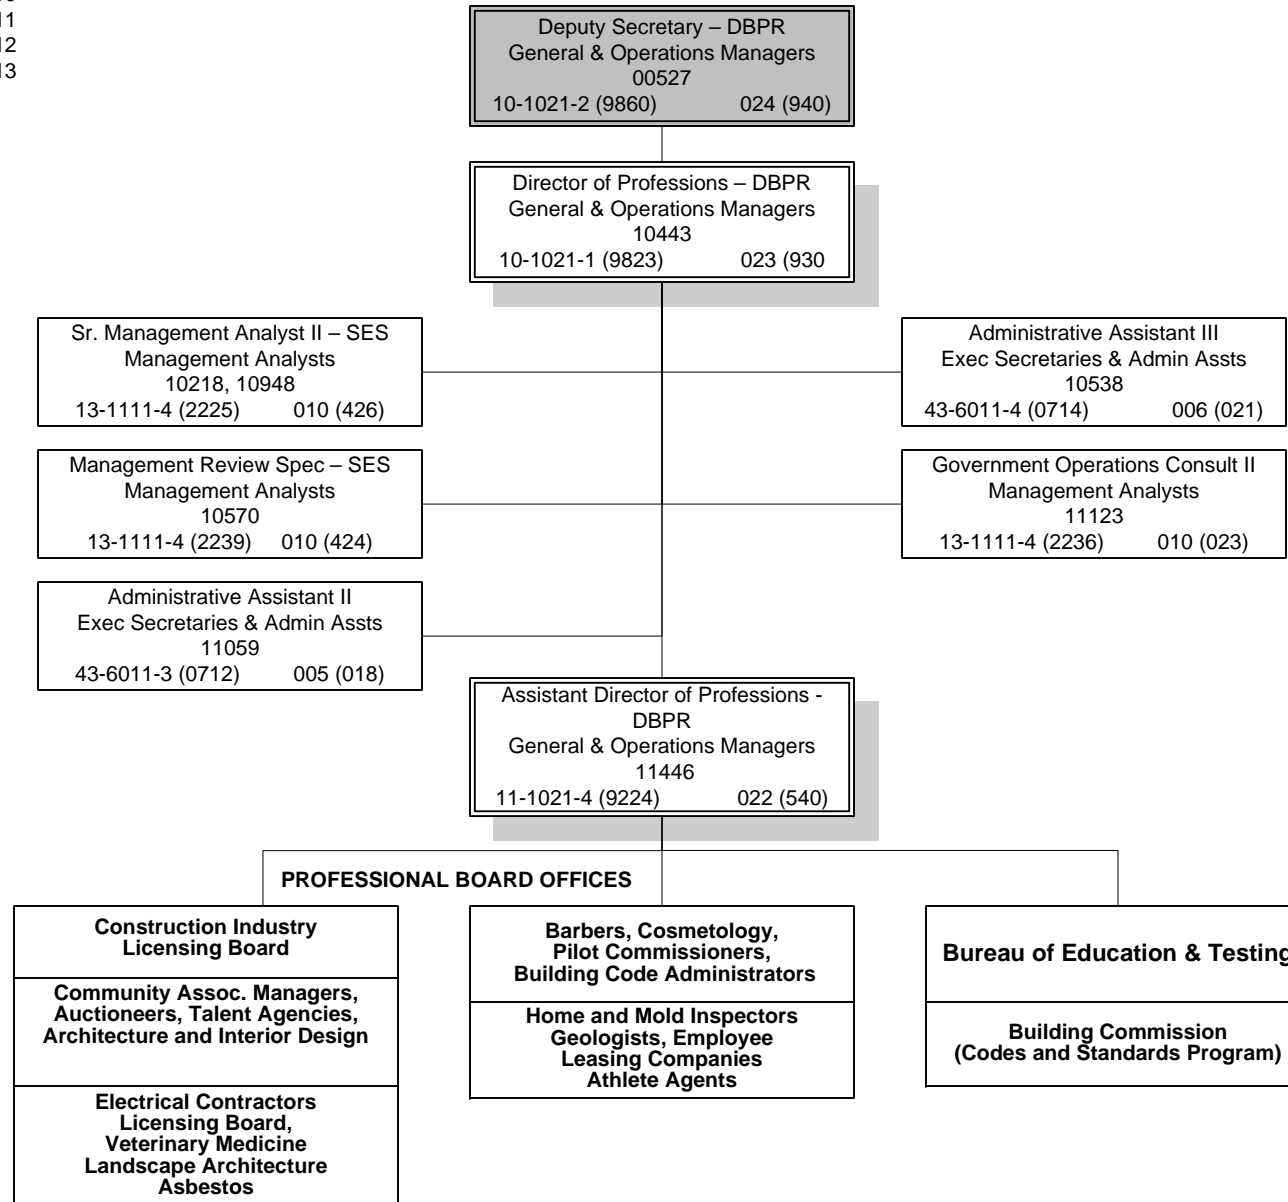 11
12
13
Deputy Secretary – DBPR
General & Operations Managers
00527
10-1021-2 (9860) 024 (940)
Director of Professions – DBPR
General & Operations Managers
10443
10-1021-1 (9823) 023 (930
Sr. Management Analyst II – SES
Management Analysts
10218, 10948
13-1111-4 (2225) 010 (426)
Administrative Assistant III
Exec Secretaries & Admin Assts
10538
43-6011-4 (0714) 006 (021)
Management Review Spec – SES
Management Analysts
10570
13-1111-4 (2239) 010 (424)
Government Operations Consult II
Management Analysts
11123
13-1111-4 (2236) 010 (023)
Administrative Assistant II
Exec Secretaries & Admin Assts
11059
43-6011-3 (0712) 005 (018)
Assistant Director of Professions -
DBPR
General & Operations Managers
11446
11-1021-4 (9224) 022 (540)
PROFESSIONAL BOARD OFFICES
Construction Industry
Licensing Board
Community Assoc. Managers,
Auctioneers, Talent Agencies,
Architecture and Interior Design
Electrical Contractors
Licensing Board,
Veterinary Medicine
Landscape Architecture
Asbestos
Barbers, Cosmetology,
Pilot Commissioners,
Building Code Administrators
Home and Mold Inspectors
Geologists, Employee
Leasing Companies
Athlete Agents
Bureau of Education & Testing
Building Commission
(Codes and Standards Program)